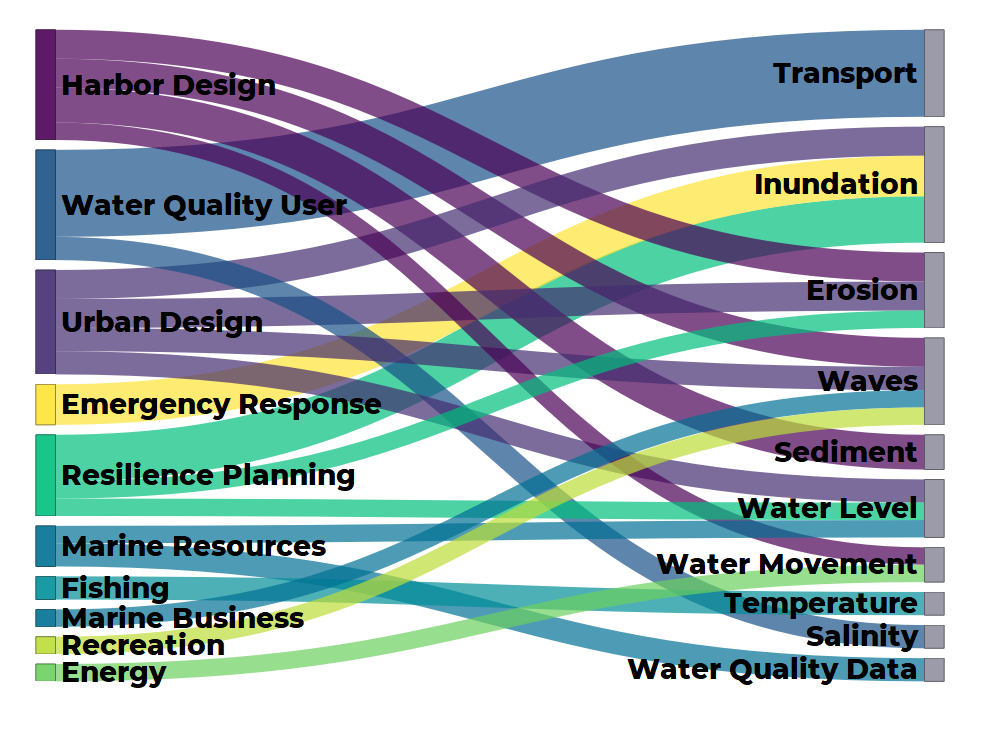 Harbor Design
Water Quality User
Urban Design
Emergency Response
Resilience Planning
Marine Resources
Fishing
Marine Business
Recreation
Energy
Transport
Inundation
Erosion
Waves
Sediment
Water Level
Water Movement
Temperature
Salinity
Water Quality Data